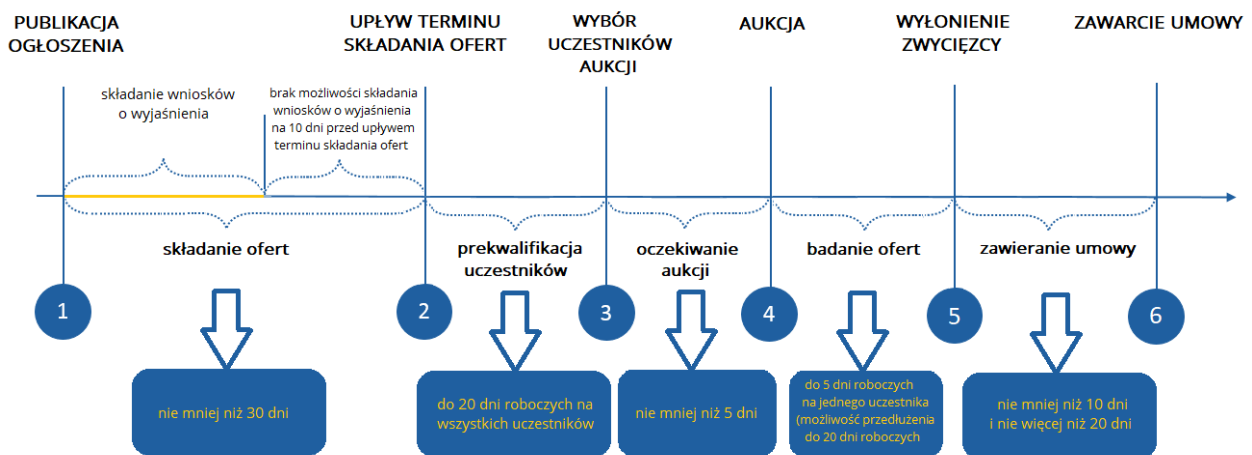 PUBLIKACJA
OGŁOSZENIA
UPŁYW TERMINU
SKŁADANIA OFERT
WYBÓR
UCZESTNIKÓW
AUKCJI
AUKCJA
WYŁONIENIE
ZWYCIĘZCY
ZAWARCIE UMOWY
składanie wniosków
o wyjaśnienia
brak możliwości składania
wniosków o wyjaśnienia
na 10 dni przed upływem
terminu składania ofert
składanie ofert
prekwalifikacja
uczestników
oczekiwanie
aukcji
badanie ofert
zawieranie umowy
1
2
3
4
5
6
nie mniej niż 30 dni
do 20 dni roboczych na
wszystkich uczestników
nie mniej niż 5 dni
do 5 dni roboczych
na jednego uczestnika
(możliwość przedłużenia
do 20 dni roboczych
nie mniej niż 10 dni
i nie więcej niż 20 dni